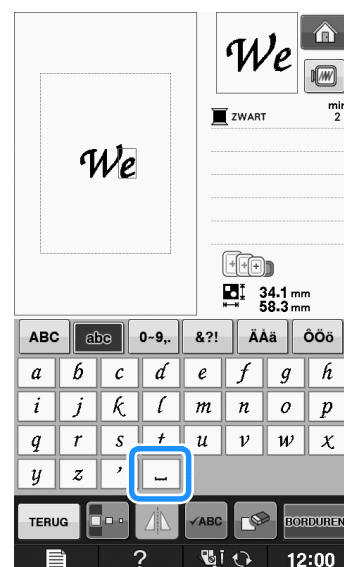 We
ZWART
min
2
We
34.1 mm
58.3 mm
ABC abc 0~9,. &?! ÄÀä ÔÖö
a b c d e f g h
i j k l m n o p
q r s t u v w x
y z ' ⎵
TERUG ✓ABC BORDUREN
? 12:00